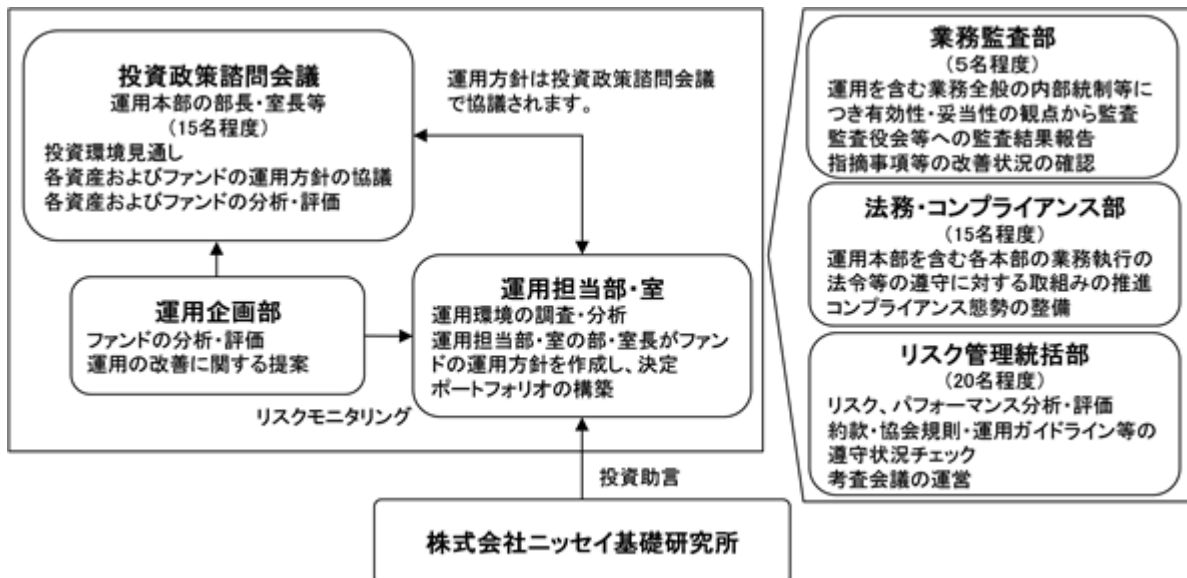 投資政策諮問会議
運用本部の部長・室長等
(15名程度)
投資環境見通し
各資産およびファンドの運用方針の協議
各資産およびファンドの分析・評価
運用方針は投資政策諮問会議
で協議されます。
運用企画部
ファンドの分析・評価
運用の改善に関する提案
運用担当部・室
運用環境の調査・分析
運用担当部・室の部・室長がファン
ドの運用方針を作成し、決定
ポートフォリオの構築
リスクモニタリング
投資助言
株式会社ニッセイ基礎研究所
業務監査部
(5名程度)
運用を含む業務全般の内部統制等に
つき有効性・妥当性の観点から監査
監査役会等への監査結果報告
指摘事項等の改善状況の確認
法務・コンプライアンス部
(15名程度)
運用本部を含む各本部の業務執行の
法令等の遵守に対する取組みの推進
コンプライアンス態勢の整備
リスク管理統括部
(20名程度)
リスク、パフォーマンス分析・評価
約款・協会規則・運用ガイドライン等の
遵守状況チェック
考査会議の運営